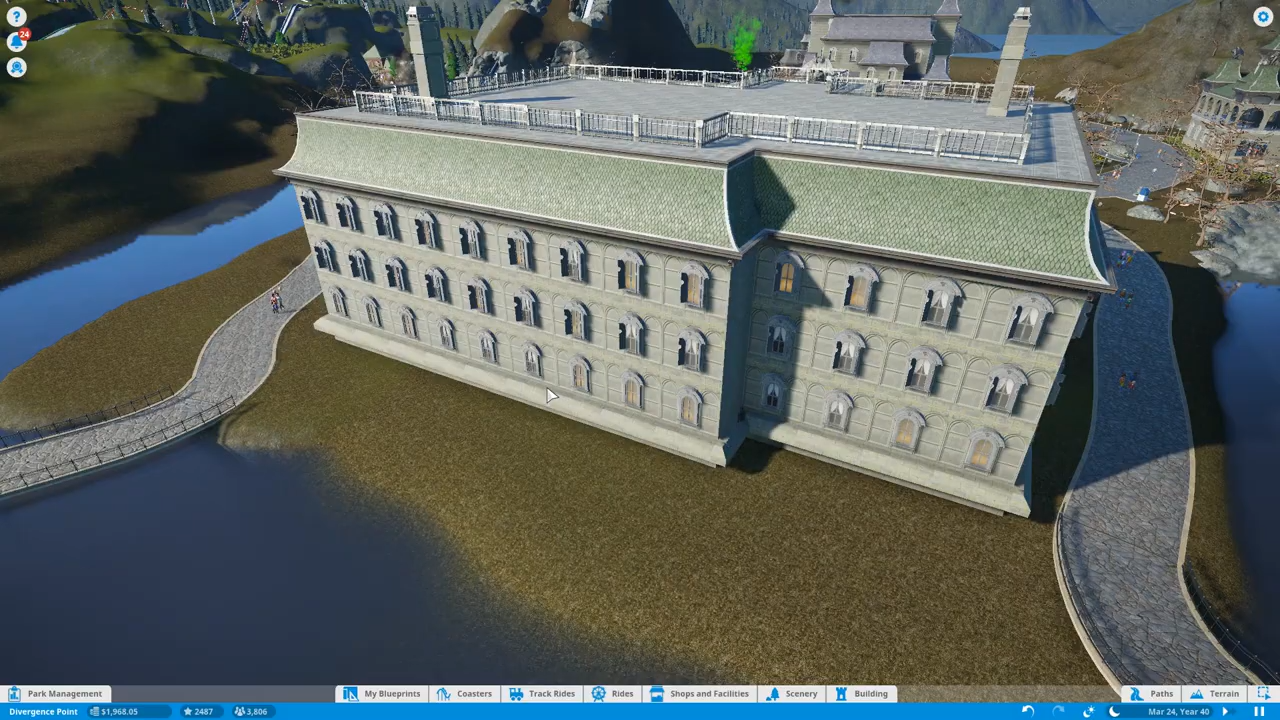 ?
24
Park Management
My Blueprints
Coasters
Track Rides
Rides
Shops and Facilities
Scenery
Building
Paths
Terrain
Divergence Point
$1,968.05
2487
3,806
Mar 24, Year 40